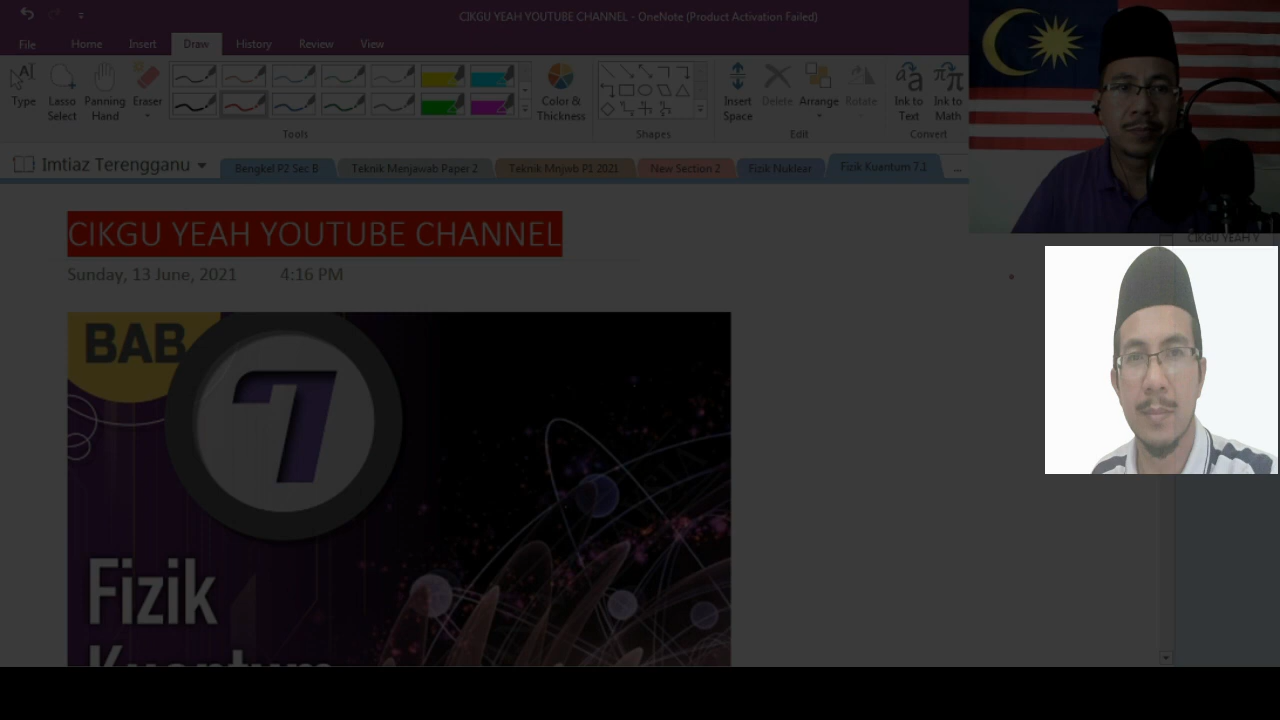 CIKGU YEAH YOUTUBE CHANNEL - OneNote (Product Activation Failed)
File Home Insert Draw History Review View
Type Lasso Select Panning Hand Eraser Color & Thickness Insert Space Delete Arrange Rotate Ink to Text Ink to Math
Tools Shapes Edit Convert
Imtiaz Terengganu Bengkel P2 Sec B Teknik Menjawab Paper 2 Teknik Mnjwb P1 2021 New Section 2 Fizik Nuklear Fizik Kuantum 7.1 ...
CIKGU YEAH Y
CIKGU YEAH YOUTUBE CHANNEL
Sunday, 13 June, 2021 4:16 PM
BAB
7
Fizik
Kuantum